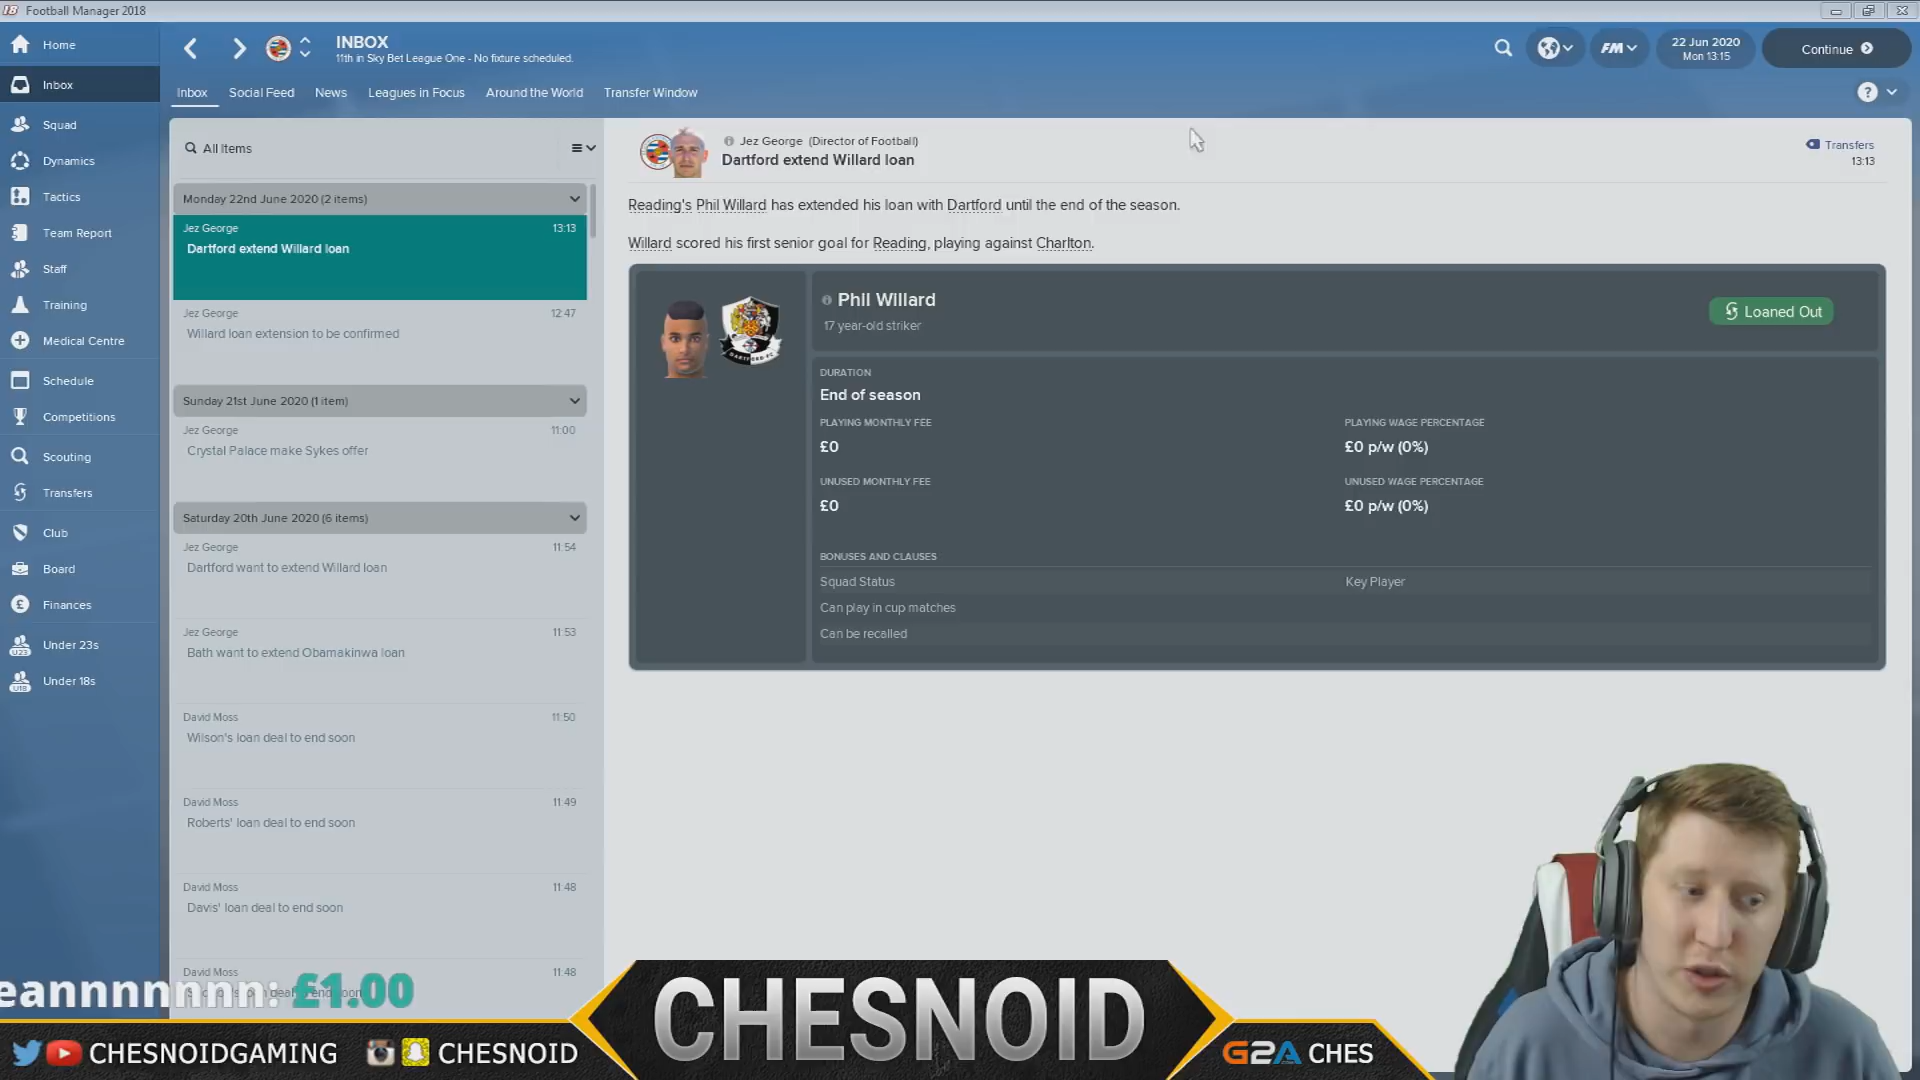 Football Manager 2018
Home
Inbox
Squad
Dynamics
Tactics
Team Report
Staff
Training
Medical Centre
Schedule
Competitions
Scouting
Transfers
Club
Board
Finances
Under 23s
Under 18s
INBOX
11th in Sky Bet League One - No fixture scheduled.
FM
22 Jun 2020
Mon 13:15
Continue
Inbox Social Feed News Leagues in Focus Around the World Transfer Window
?
All Items
Monday 22nd June 2020 (2 items)
Jez George 13:13
Dartford extend Willard loan
Jez George 12:47
Willard loan extension to be confirmed
Sunday 21st June 2020 (1 item)
Jez George 11:00
Crystal Palace make Sykes offer
Saturday 20th June 2020 (6 items)
Jez George 11:54
Dartford want to extend Willard loan
Jez George 11:53
Bath want to extend Obamakinwa loan
David Moss 11:50
Wilson's loan deal to end soon
David Moss 11:49
Roberts' loan deal to end soon
David Moss 11:48
Davis' loan deal to end soon
David Moss 11:48
Jez George (Director of Football)
Dartford extend Willard loan
Transfers
13:13
Reading's Phil Willard has extended his loan with Dartford until the end of the season.
Willard scored his first senior goal for Reading, playing against Charlton.
Phil Willard
17 year-old striker
Loaned Out
DURATION
End of season
PLAYING MONTHLY FEE PLAYING WAGE PERCENTAGE
£0 £0 p/w (0%)
UNUSED MONTHLY FEE UNUSED WAGE PERCENTAGE
£0 £0 p/w (0%)
BONUSES AND CLAUSES
Squad Status Key Player
Can play in cup matches
Can be recalled
eannnnnnnn: £1.00
CHESNOIDGAMING
CHESNOID
CHESNOID
G2A CHES